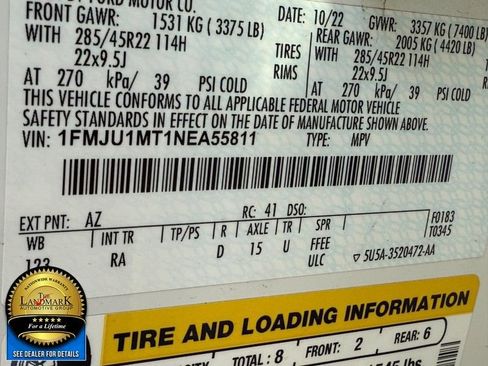 BY FORD MOTOR CO.
FRONT GAWR: 1531 KG ( 3375 LB)
WITH 285/45R22 114H
22x9.5J
AT 270 kPa/ 39 PSI COLD
DATE: 10/22 GVWR: 3357 KG ( 7400 LB)
REAR GAWR: 2005 KG ( 4420 LB)
TIRES WITH 285/45R22 114H
RIMS 22x9.5J
AT 270 kPa/ 39 PSI COLD
THIS VEHICLE CONFORMS TO ALL APPLICABLE FEDERAL MOTOR VEHICLE
SAFETY STANDARDS IN EFFECT ON THE DATE OF MANUFACTURE SHOWN ABOVE.
VIN: 1FMJU1MT1NEA55811 TYPE: MPV
EXT PNT: AZ RC: 41 DSO: F0183
T0345
WB INT TR TP/PS R AXLE TR SPR
123 RA D 15 U FFEE
ULC 5U5A-3520472-AA
TIRE AND LOADING INFORMATION
TOTAL: 8 FRONT: 2 REAR: 6
NATIONWIDE WARRANTY
The
LANDMARK
AUTOMOTIVE GROUP
For a Lifetime
SEE DEALER FOR DETAILS